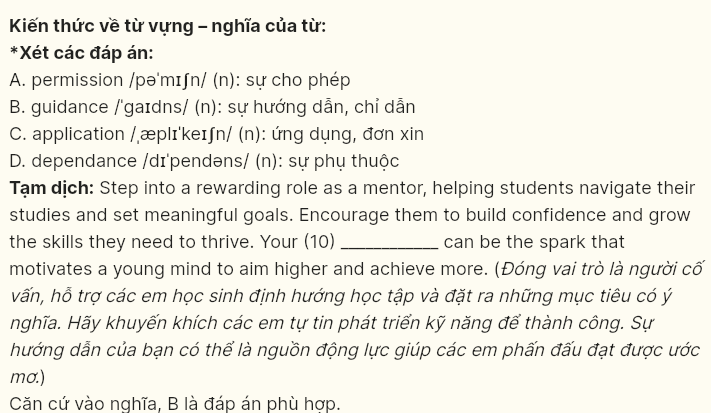 Kiến thức về từ vựng – nghĩa của từ:
*Xét các đáp án:
A. permission /pəˈmɪʃn/ (n): sự cho phép
B. guidance /ˈɡaɪdns/ (n): sự hướng dẫn, chỉ dẫn
C. application /ˌæplɪˈkeɪʃn/ (n): ứng dụng, đơn xin
D. dependance /dɪˈpendəns/ (n): sự phụ thuộc
Tạm dịch: Step into a rewarding role as a mentor, helping students navigate their
studies and set meaningful goals. Encourage them to build confidence and grow
the skills they need to thrive. Your (10) ____________ can be the spark that
motivates a young mind to aim higher and achieve more. (Đóng vai trò là người cố
vấn, hỗ trợ các em học sinh định hướng học tập và đặt ra những mục tiêu có ý
nghĩa. Hãy khuyến khích các em tự tin phát triển kỹ năng để thành công. Sự
hướng dẫn của bạn có thể là nguồn động lực giúp các em phấn đấu đạt được ước
mơ.)
Căn cứ vào nghĩa, B là đáp án phù hợp.